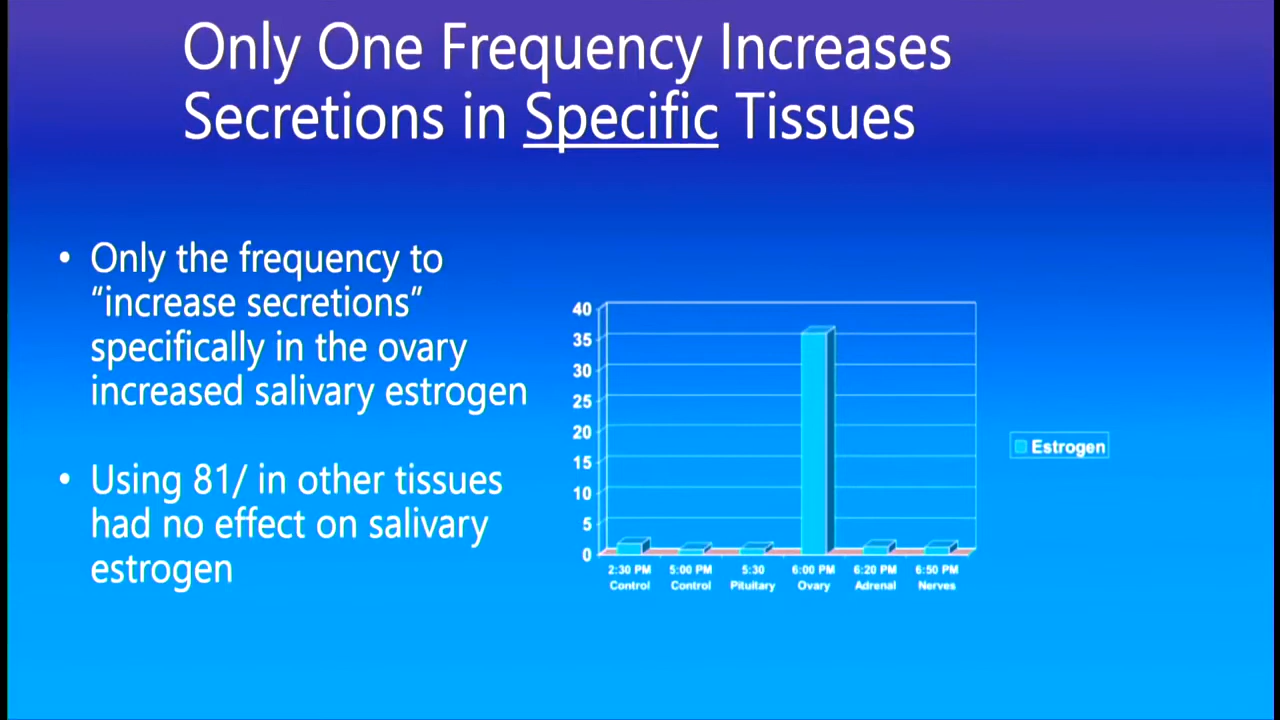 Only One Frequency Increases
Secretions in Specific Tissues
• Only the frequency to
“increase secretions”
specifically in the ovary
increased salivary estrogen
• Using 81/ in other tissues
had no effect on salivary
estrogen
40
35
30
25
20
15
10
5
0
2:30 PM 5:00 PM 5:30 6:00 PM 6:20 PM 6:50 PM
Control Control Pituitary Ovary Adrenal Nerves
Estrogen